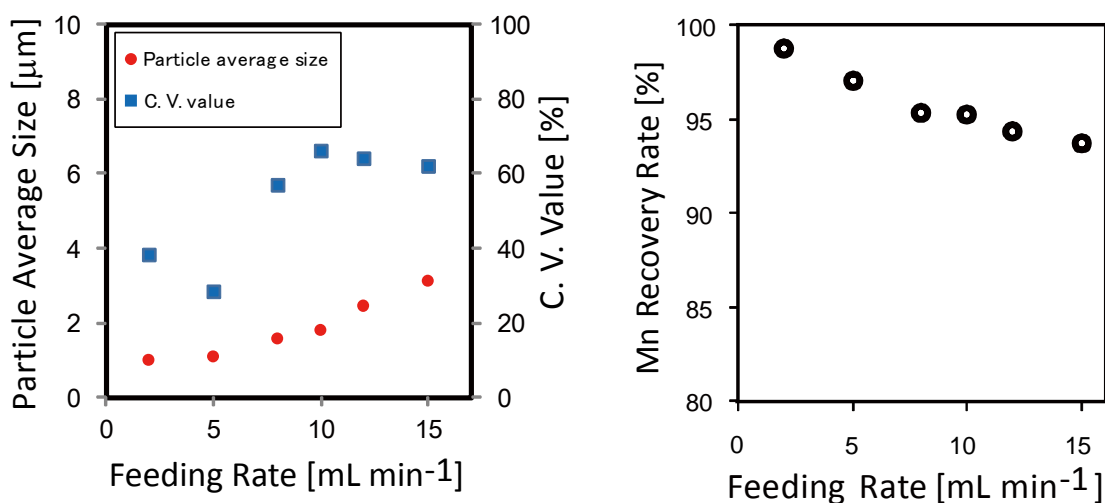 Particle Average Size [μm]
10
8
6
4
2
0
Particle average size
C. V. value
100
80
60
40
20
0
C. V. Value [%]
0 5 10 15
Feeding Rate [mL min-1]
Mn Recovery Rate [%]
100
95
90
85
80
0 5 10 15
Feeding Rate [mL min-1]